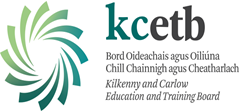 kcetb
Bord Oideachais agus Oiliúna
Chill Chainnigh agus Cheatharlach
Kilkenny and Carlow
Education and Training Board